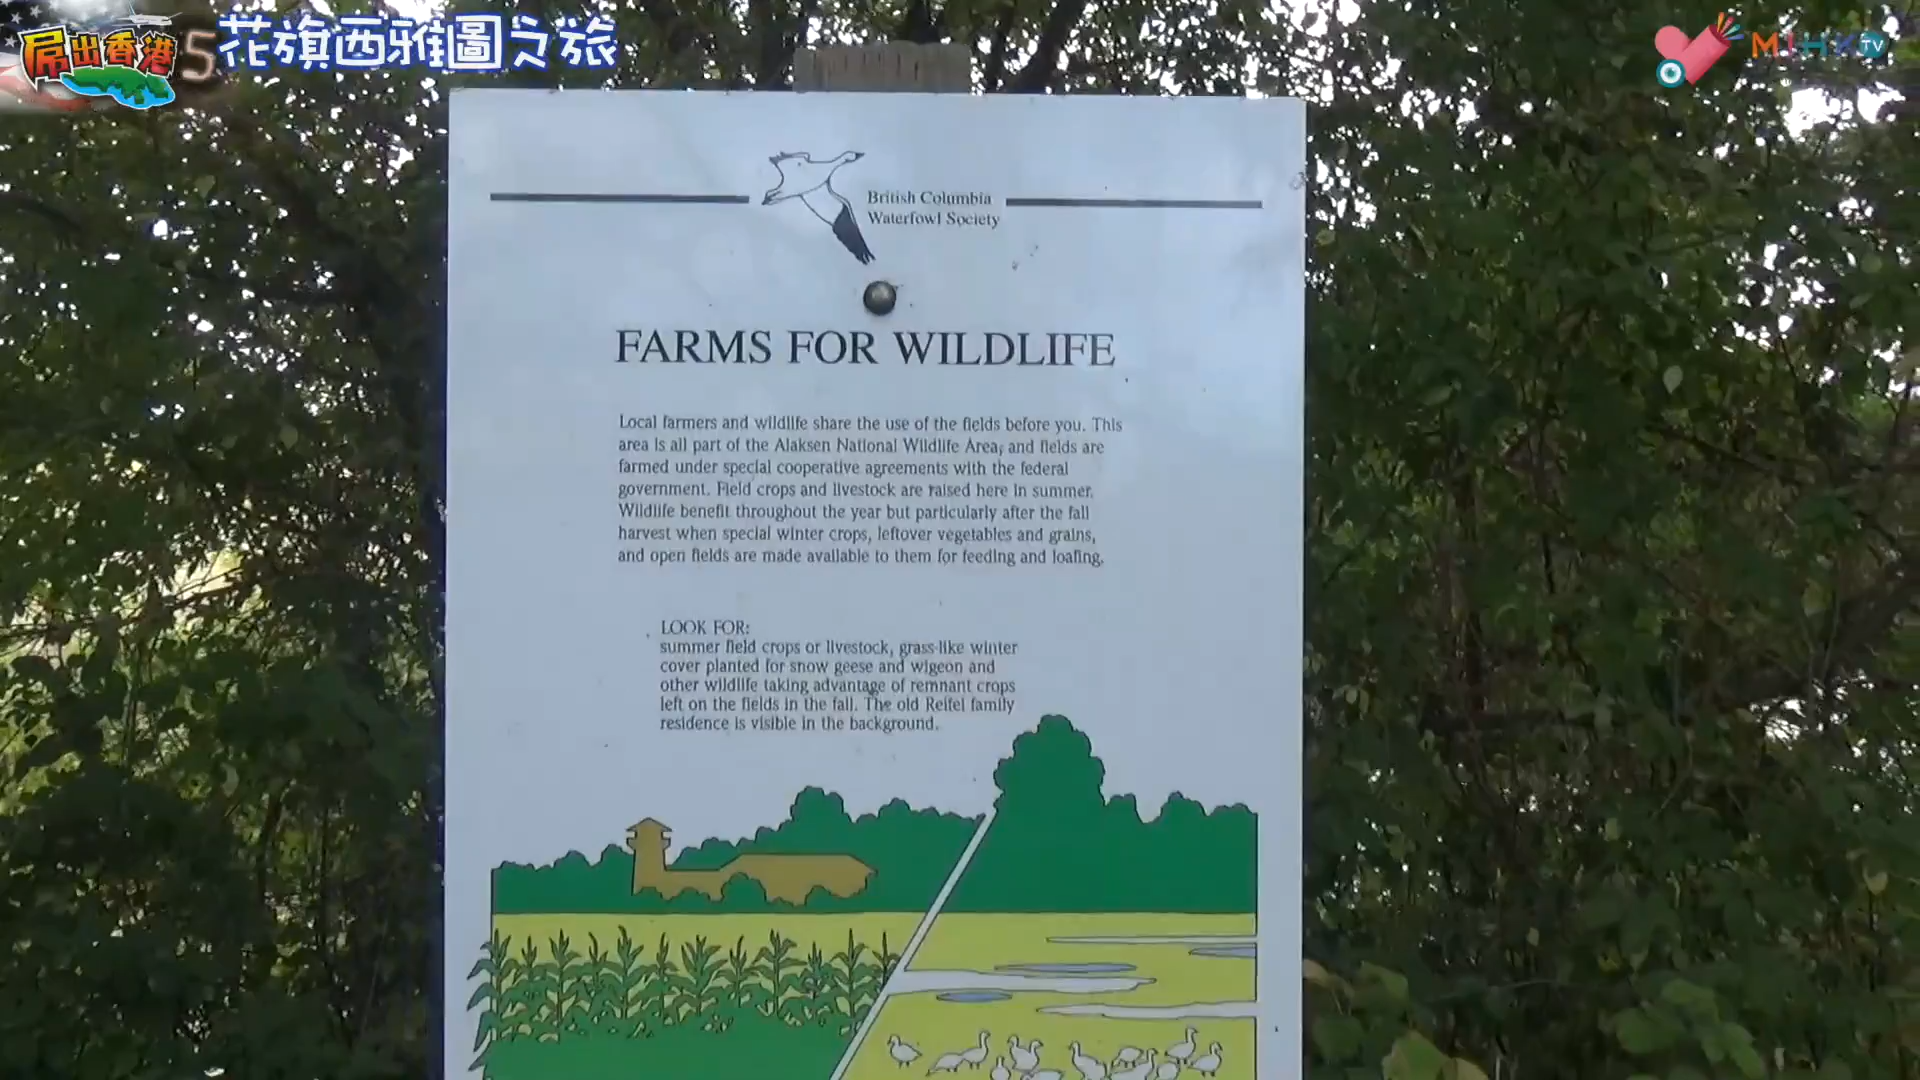 屌出香港 5 花旗西雅圖之旅
MIHK TV
British Columbia
Waterfowl Society
FARMS FOR WILDLIFE
Local farmers and wildlife share the use of the fields before you. This
area is all part of the Alaksen National Wildlife Area, and fields are
farmed under special cooperative agreements with the federal
government. Field crops and livestock are raised here in summer.
Wildlife benefit throughout the year but particularly after the fall
harvest when special winter crops, leftover vegetables and grains,
and open fields are made available to them for feeding and loafing.
LOOK FOR:
summer field crops or livestock, grass-like winter
cover planted for snow geese and wigeon and
other wildlife taking advantage of remnant crops
left on the fields in the fall. The old Reifel family
residence is visible in the background.